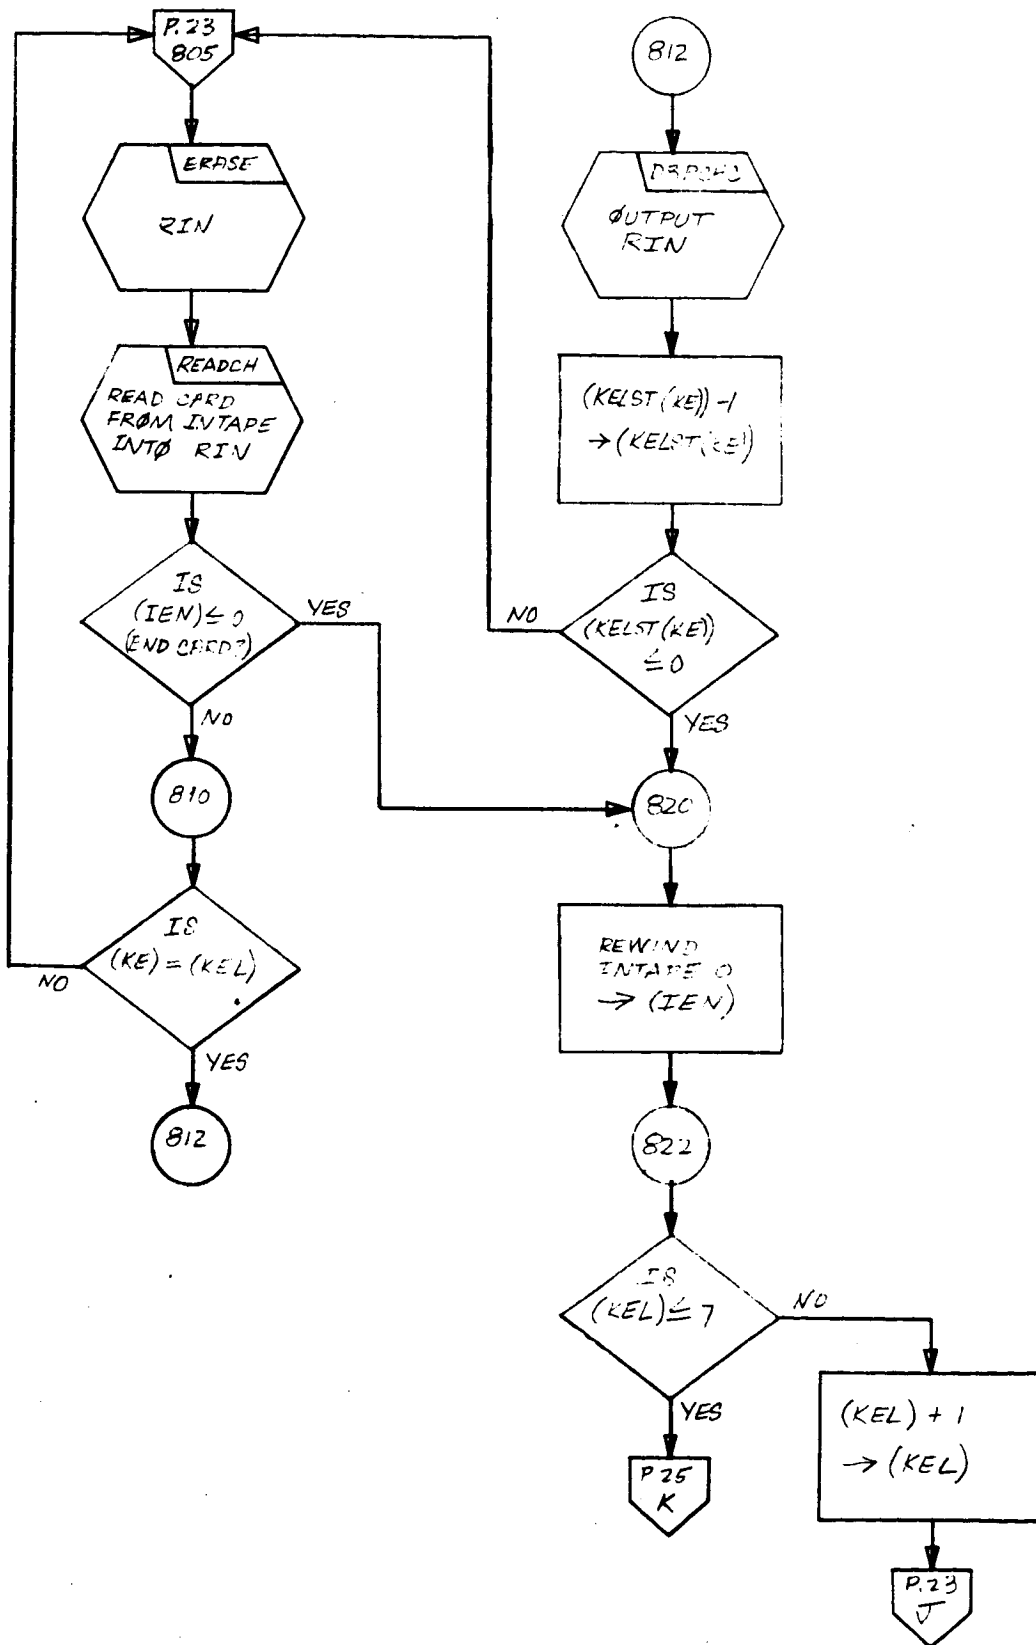 P.23
805
ERASE
RIN
READCH
READ CARD
FRØM INTAPE
INTØ RIN
IS
(IEN) ≤ 0
(END CARD?)
YES
NO
810
IS
(KE) = (KEL)
NO
YES
812
812
ØUTPUT
RIN
(KELST(KE)) -1
→ (KELST(KE))
IS
(KELST(KE))
≤ 0
NO
YES
820
REWIND
INTAPE 0
→ (IEN)
822
IS
(KEL) ≤ 7
NO
YES
P 25
K
(KEL) + 1
→ (KEL)
P.23
J